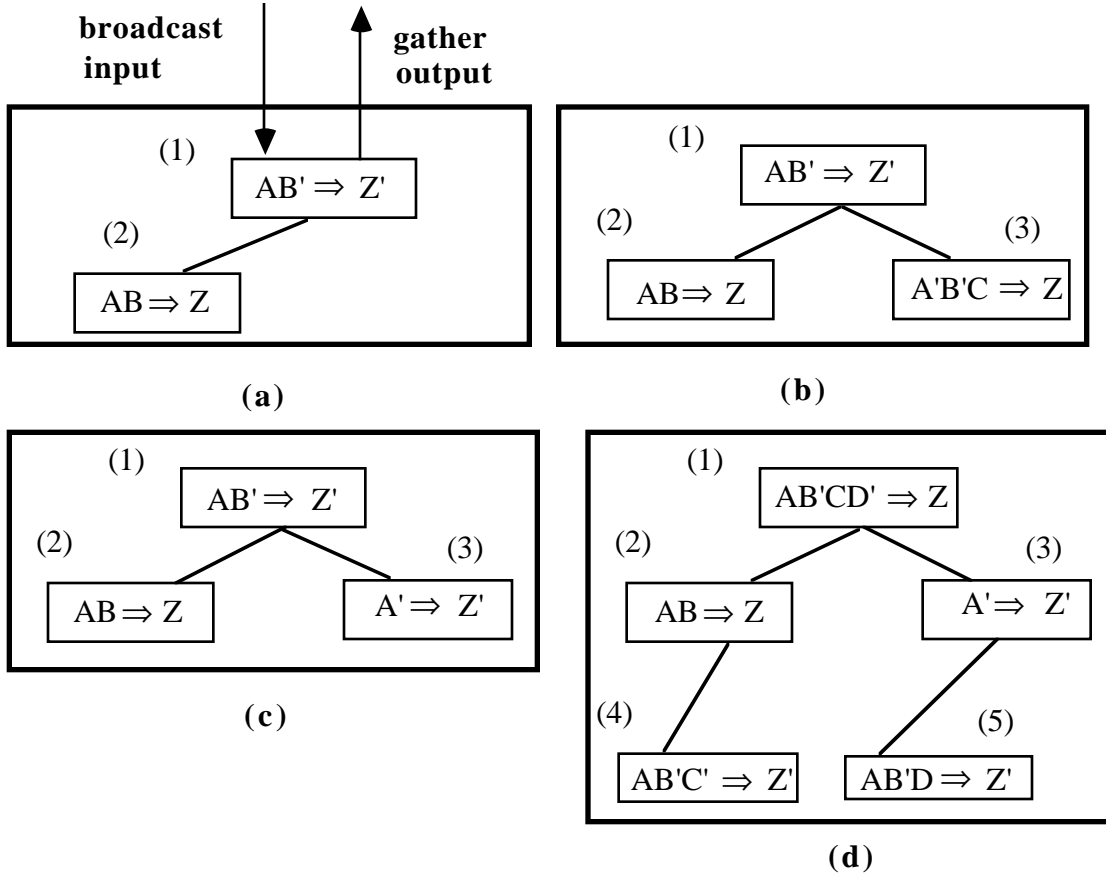 broadcast
input
gather
output
(1)
AB' ⇒ Z'
(2)
AB ⇒ Z
(a)
(1)
AB' ⇒ Z'
(2)
(3)
AB ⇒ Z
A'B'C ⇒ Z
(b)
(1)
AB' ⇒ Z'
(2)
(3)
AB ⇒ Z
A' ⇒ Z'
(c)
(1)
AB'CD' ⇒ Z
(2)
(3)
AB ⇒ Z
A' ⇒ Z'
(4)
(5)
AB'C' ⇒ Z'
AB'D ⇒ Z'
(d)